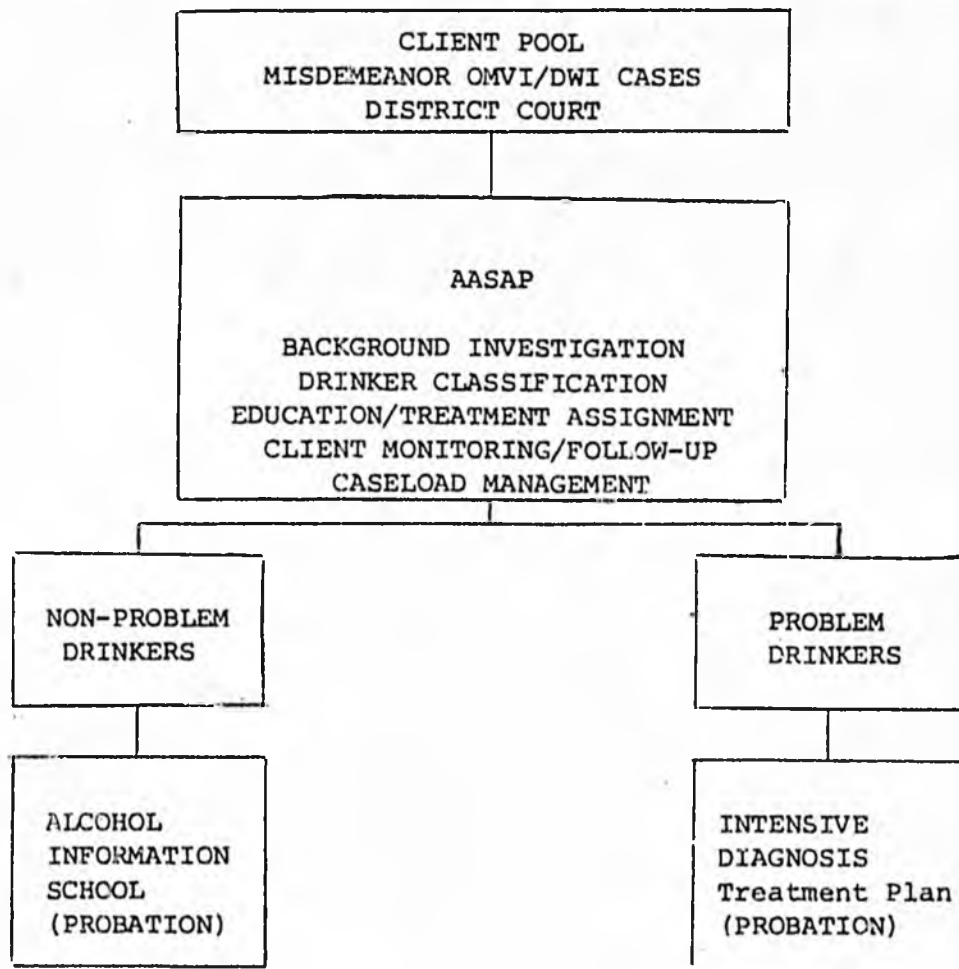 CLIENT POOL
MISDEMEANOR OMVI/DWI CASES
DISTRICT COURT
AASAP
BACKGROUND INVESTIGATION
DRINKER CLASSIFICATION
EDUCATION/TREATMENT ASSIGNMENT
CLIENT MONITORING/FOLLOW-UP
CASELOAD MANAGEMENT
NON-PROBLEM
DRINKERS
PROBLEM
DRINKERS
ALCOHOL
INFORMATION
SCHOOL
(PROBATION)
INTENSIVE
DIAGNOSIS
Treatment Plan
(PROBATION)